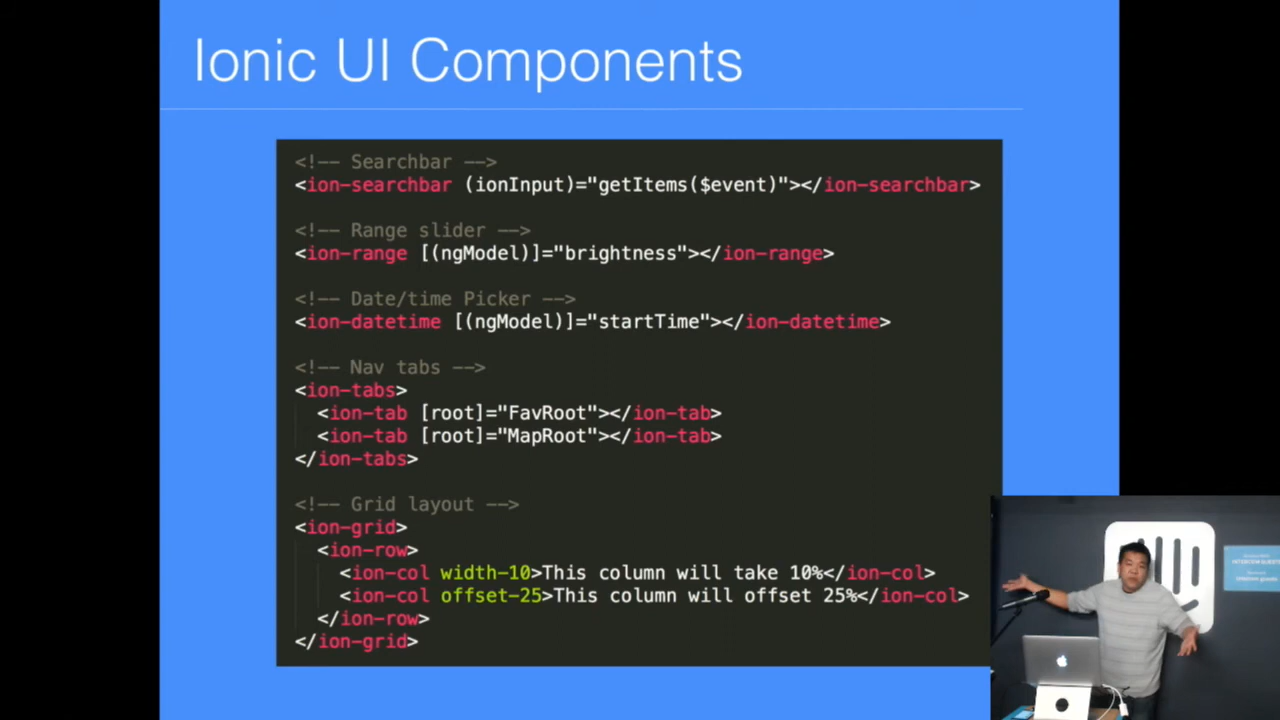 Ionic UI Components
<!-- Searchbar -->
<ion-searchbar (ionInput)="getItems($event)"></ion-searchbar>
<!-- Range slider -->
<ion-range [(ngModel)]="brightness"></ion-range>
<!-- Date/time Picker -->
<ion-datetime [(ngModel)]="startTime"></ion-datetime>
<!-- Nav tabs -->
<ion-tabs>
<ion-tab [root]="FavRoot"></ion-tab>
<ion-tab [root]="MapRoot"></ion-tab>
</ion-tabs>
<!-- Grid layout -->
<ion-grid>
<ion-row>
<ion-col width-10>This column will take 10%</ion-col>
<ion-col offset-25>This column will offset 25%</ion-col>
</ion-row>
</ion-grid>